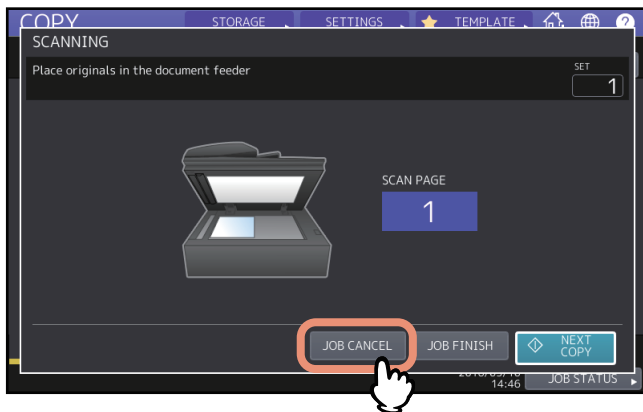 COPY
STORAGE
SETTINGS
TEMPLATE
?
SCANNING
Place originals in the document feeder
SET
1
SCAN PAGE
1
JOB CANCEL
JOB FINISH
NEXT
COPY
14:46
JOB STATUS